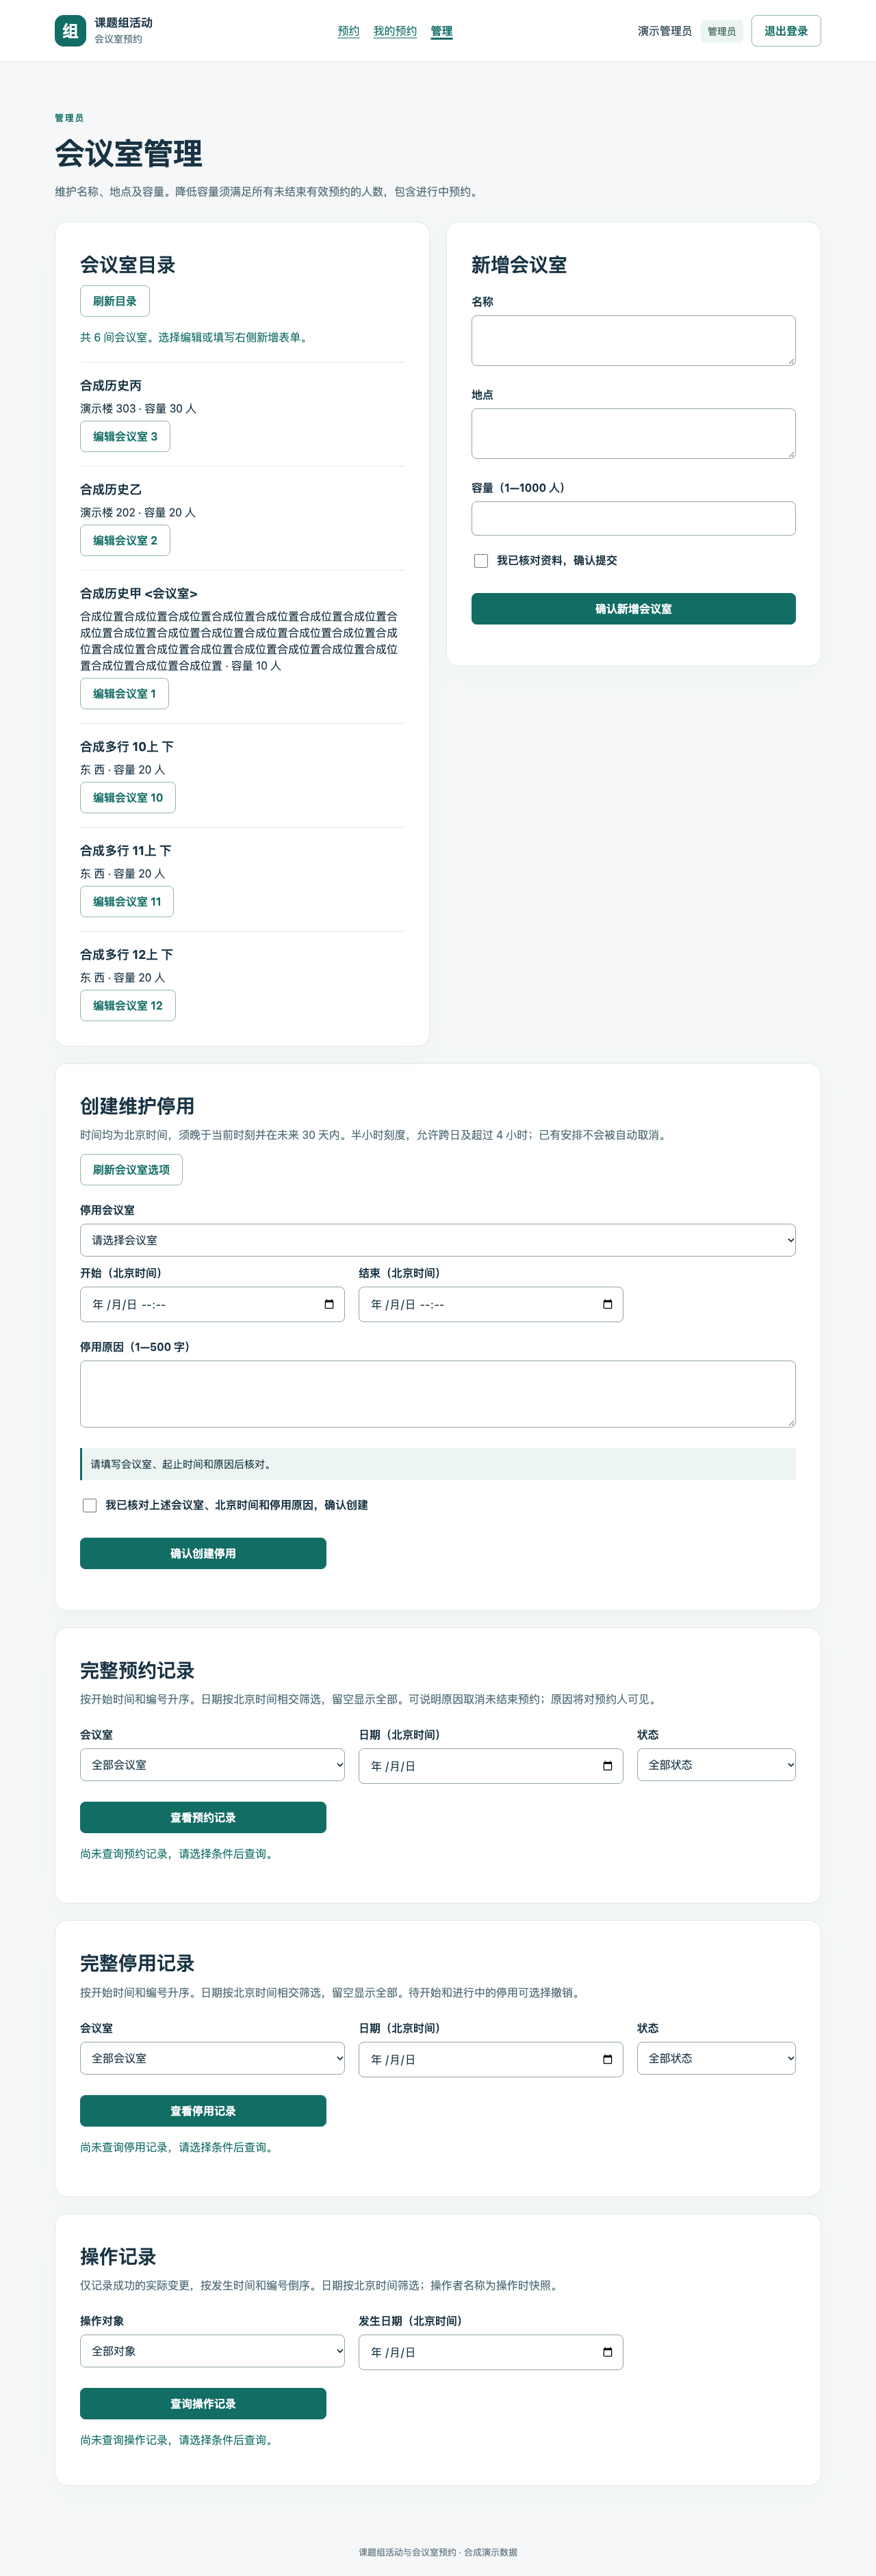 组
课题组活动
会议室预约
预约 我的预约 管理
演示管理员 管理员 退出登录
管理员
会议室管理
维护名称、地点及容量。降低容量须满足所有未结束有效预约的人数，包含进行中预约。
会议室目录
刷新目录
共 6 间会议室。选择编辑或填写右侧新增表单。
合成历史丙
演示楼 303 · 容量 30 人
编辑会议室 3
合成历史乙
演示楼 202 · 容量 20 人
编辑会议室 2
合成历史甲 <会议室>
合成位置合成位置合成位置合成位置合成位置合成位置合成位置合
成位置合成位置合成位置合成位置合成位置合成位置合成位置合成
位置合成位置合成位置合成位置合成位置合成位置合成位置合成位
置合成位置合成位置合成位置 · 容量 10 人
编辑会议室 1
合成多行 10上 下
东 西 · 容量 20 人
编辑会议室 10
合成多行 11上 下
东 西 · 容量 20 人
编辑会议室 11
合成多行 12上 下
东 西 · 容量 20 人
编辑会议室 12
新增会议室
名称
地点
容量（1—1000 人）
我已核对资料，确认提交
确认新增会议室
创建维护停用
时间均为北京时间，须晚于当前时刻并在未来 30 天内。半小时刻度，允许跨日及超过 4 小时；已有安排不会被自动取消。
刷新会议室选项
停用会议室
请选择会议室
开始（北京时间） 结束（北京时间）
年 /月/日 --:-- 年 /月/日 --:--
停用原因（1—500 字）
请填写会议室、起止时间和原因后核对。
我已核对上述会议室、北京时间和停用原因，确认创建
确认创建停用
完整预约记录
按开始时间和编号升序。日期按北京时间相交筛选，留空显示全部。可说明原因取消未结束预约；原因将对预约人可见。
会议室 日期（北京时间） 状态
全部会议室 年 /月/日 全部状态
查看预约记录
尚未查询预约记录，请选择条件后查询。
完整停用记录
按开始时间和编号升序。日期按北京时间相交筛选，留空显示全部。待开始和进行中的停用可选择撤销。
会议室 日期（北京时间） 状态
全部会议室 年 /月/日 全部状态
查看停用记录
尚未查询停用记录，请选择条件后查询。
操作记录
仅记录成功的实际变更，按发生时间和编号倒序。日期按北京时间筛选；操作者名称为操作时快照。
操作对象 发生日期（北京时间）
全部对象 年 /月/日
查询操作记录
尚未查询操作记录，请选择条件后查询。
课题组活动与会议室预约 · 合成演示数据